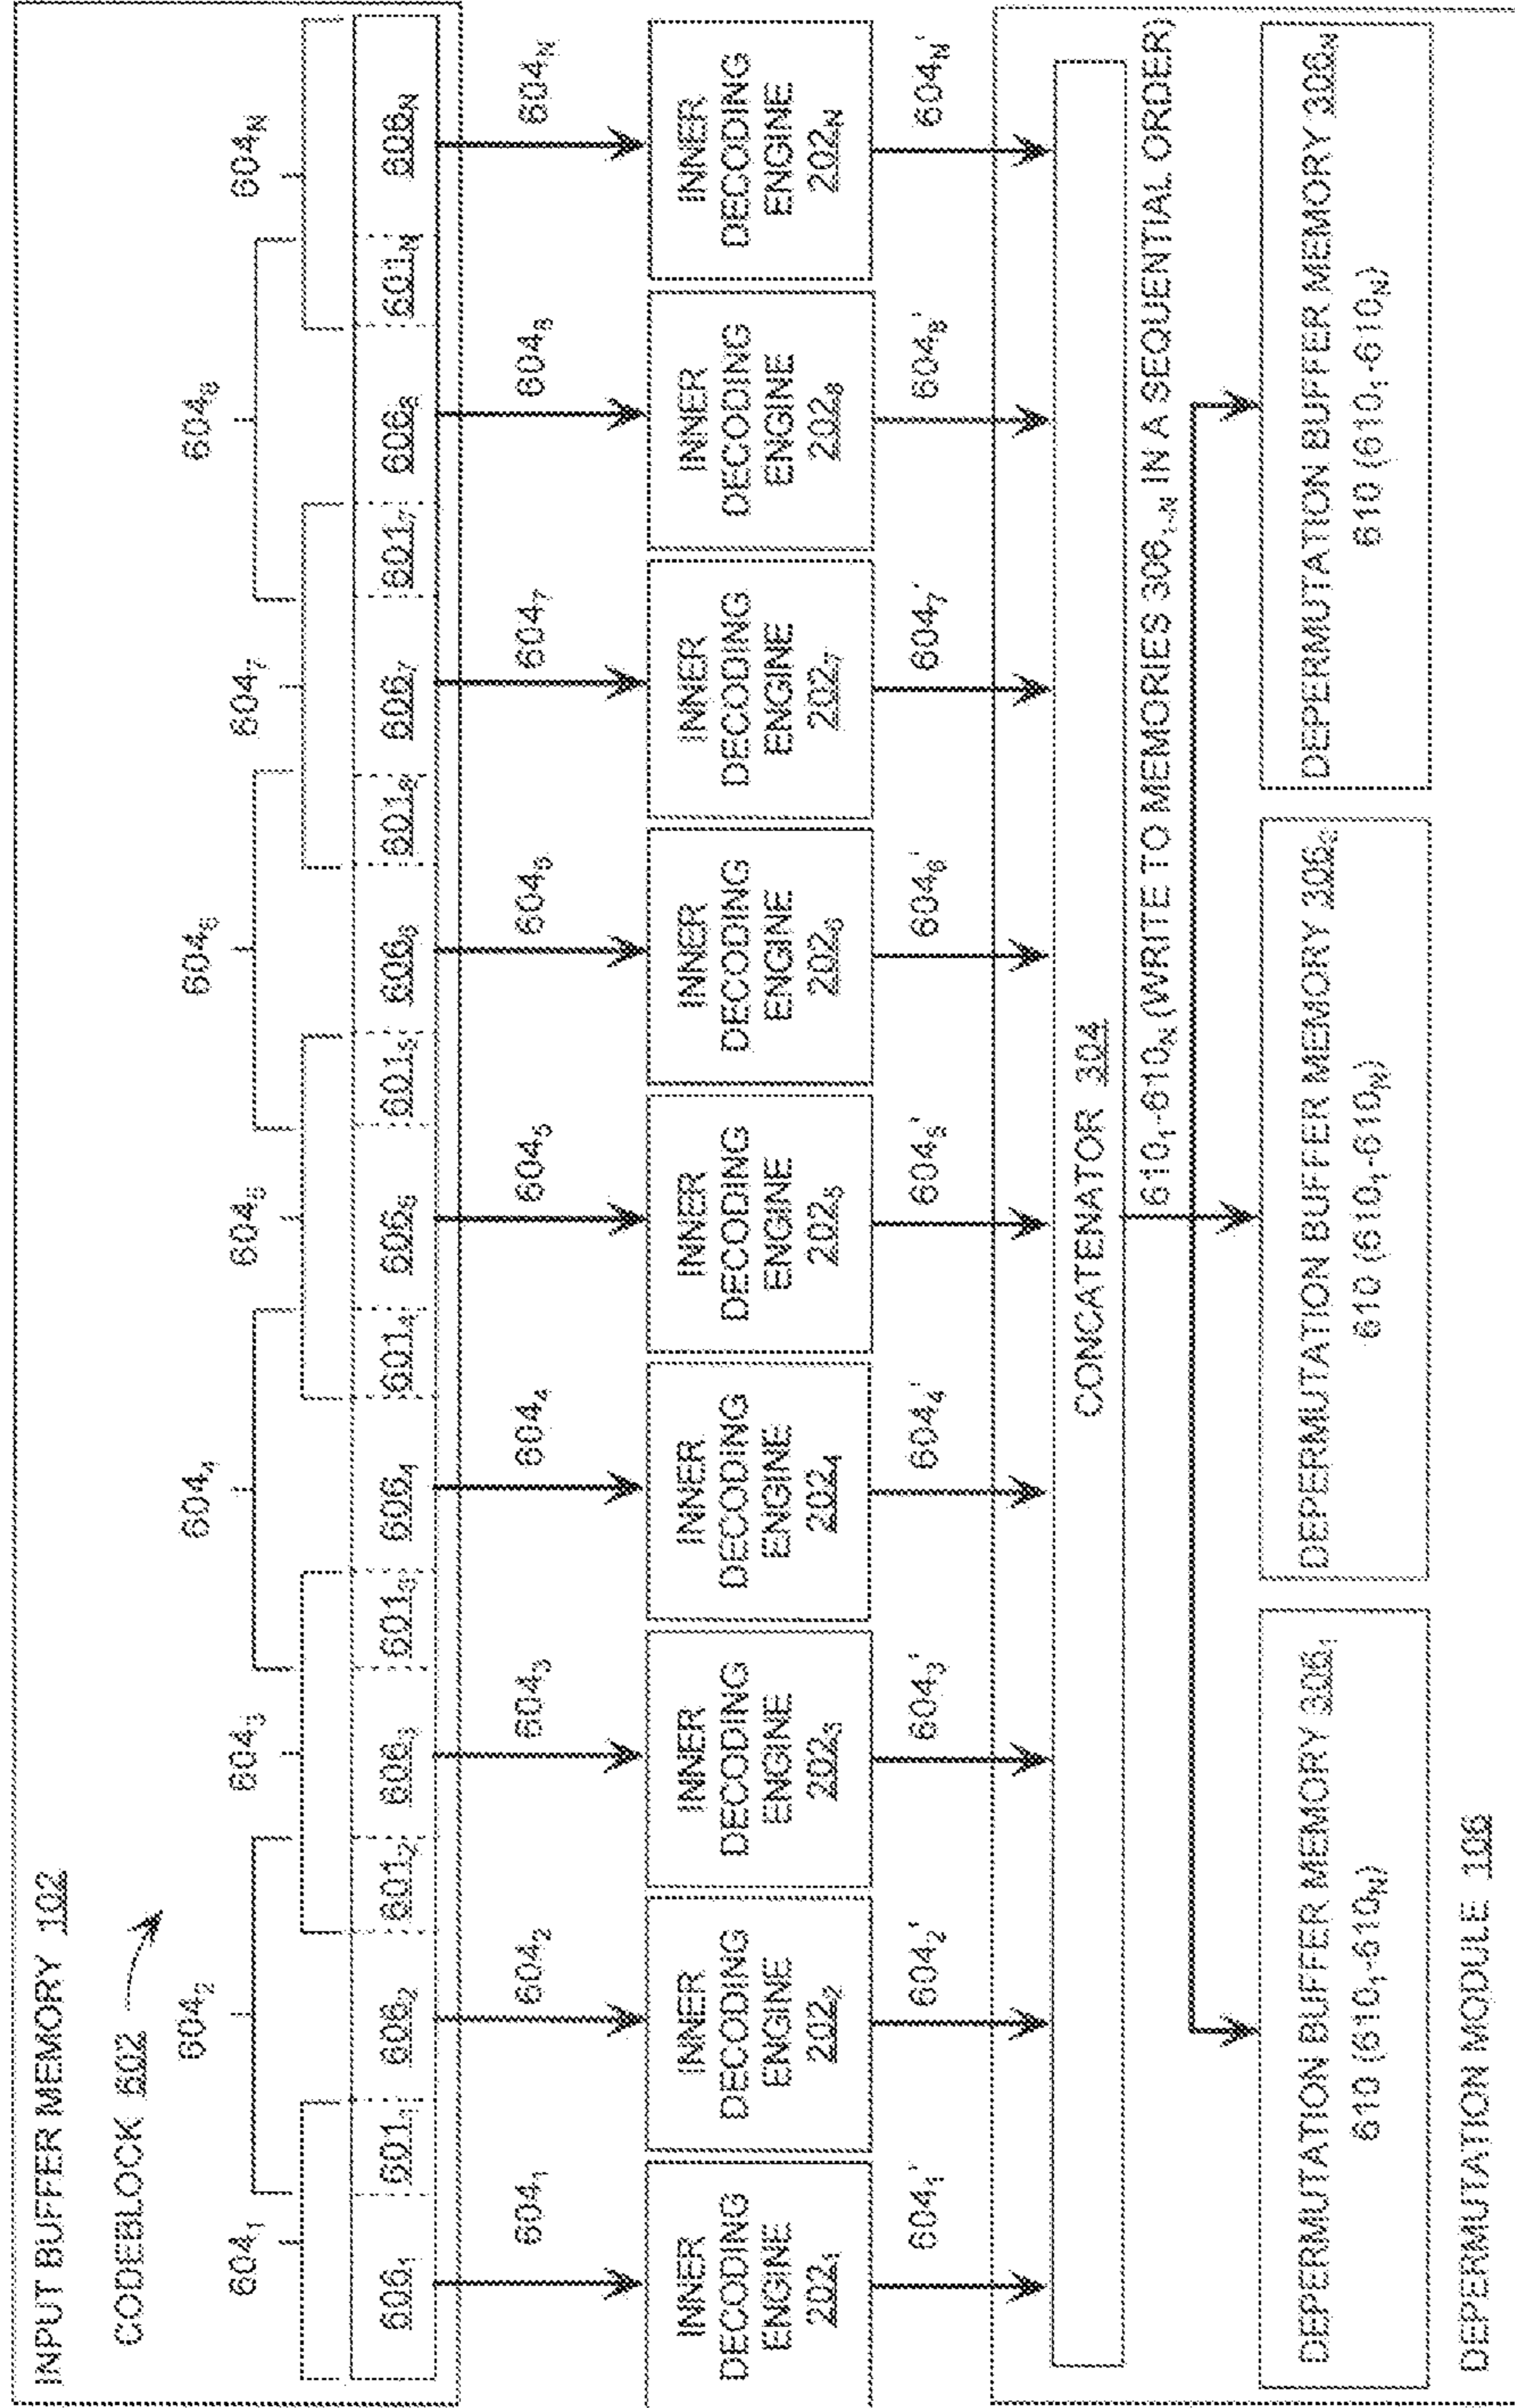 INPUT BUFFER MEMORY 102
CODEBLOCK 602
604₁ 604₂ 604₃ 604₄ 604₅ 604₆ 604₇ 604₈ 604N
606₁ 601₁ 606₂ 601₂ 606₃ 601₃ 606₄ 601₄ 606₅ 601₅ 606₆ 601₆ 606₇ 601₇ 606₈ 601N 606N
604₁ 604₂ 604₃ 604₄ 604₅ 604₆ 604₇ 604₈ 604N
INNER DECODING ENGINE 202₁
INNER DECODING ENGINE 202₂
INNER DECODING ENGINE 202₃
INNER DECODING ENGINE 202₄
INNER DECODING ENGINE 202₅
INNER DECODING ENGINE 202₆
INNER DECODING ENGINE 202₇
INNER DECODING ENGINE 202₈
INNER DECODING ENGINE 202N
604₁' 604₂' 604₃' 604₄' 604₅' 604₆' 604₇' 604₈' 604N'
CONCATENATOR 304
610₁-610N (WRITE TO MEMORIES 306₁-N IN A SEQUENTIAL ORDER)
DEPERMUTATION BUFFER MEMORY 306₁
610 (610₁-610N)
DEPERMUTATION BUFFER MEMORY 306₂
610 (610₁-610N)
DEPERMUTATION BUFFER MEMORY 306N
610 (610₁-610N)
DEPERMUTATION MODULE 106